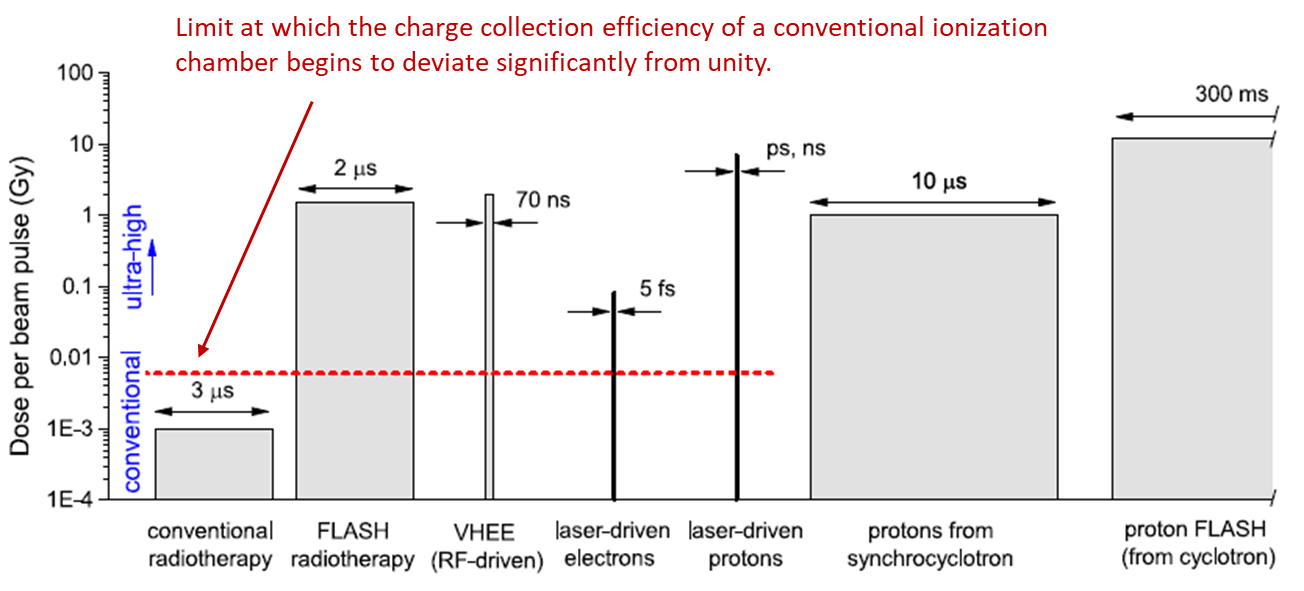 Limit at which the charge collection efficiency of a conventional ionization
chamber begins to deviate significantly from unity.
Dose per beam pulse (Gy)
100
10
1
0.1
0.01
1E-3
1E-4
ultra-high
conventional
3 µs
2 µs
70 ns
5 fs
ps, ns
10 µs
300 ms
conventional
radiotherapy
FLASH
radiotherapy
VHEE
(RF-driven)
laser-driven
electrons
laser-driven
protons
protons from
synchrocyclotron
proton FLASH
(from cyclotron)